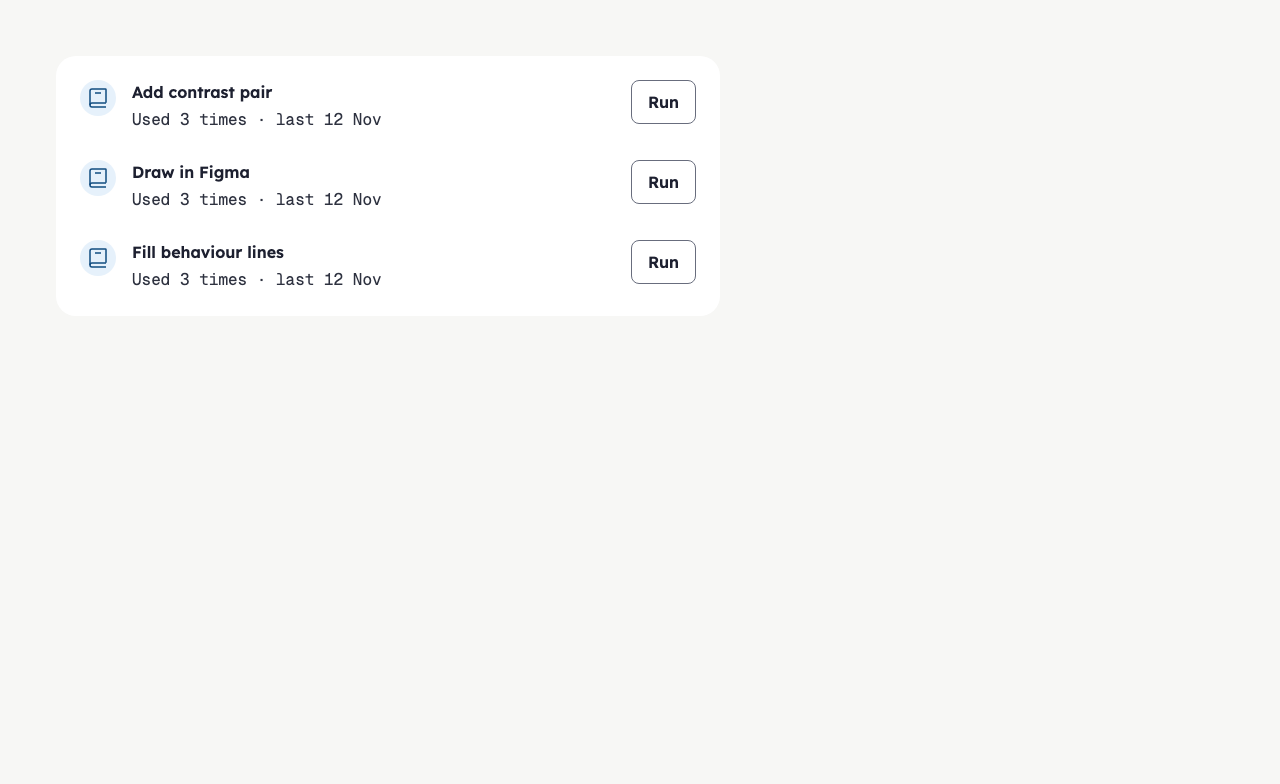 Add contrast pair
Used 3 times · last 12 Nov
Run
Draw in Figma
Used 3 times · last 12 Nov
Run
Fill behaviour lines
Used 3 times · last 12 Nov
Run